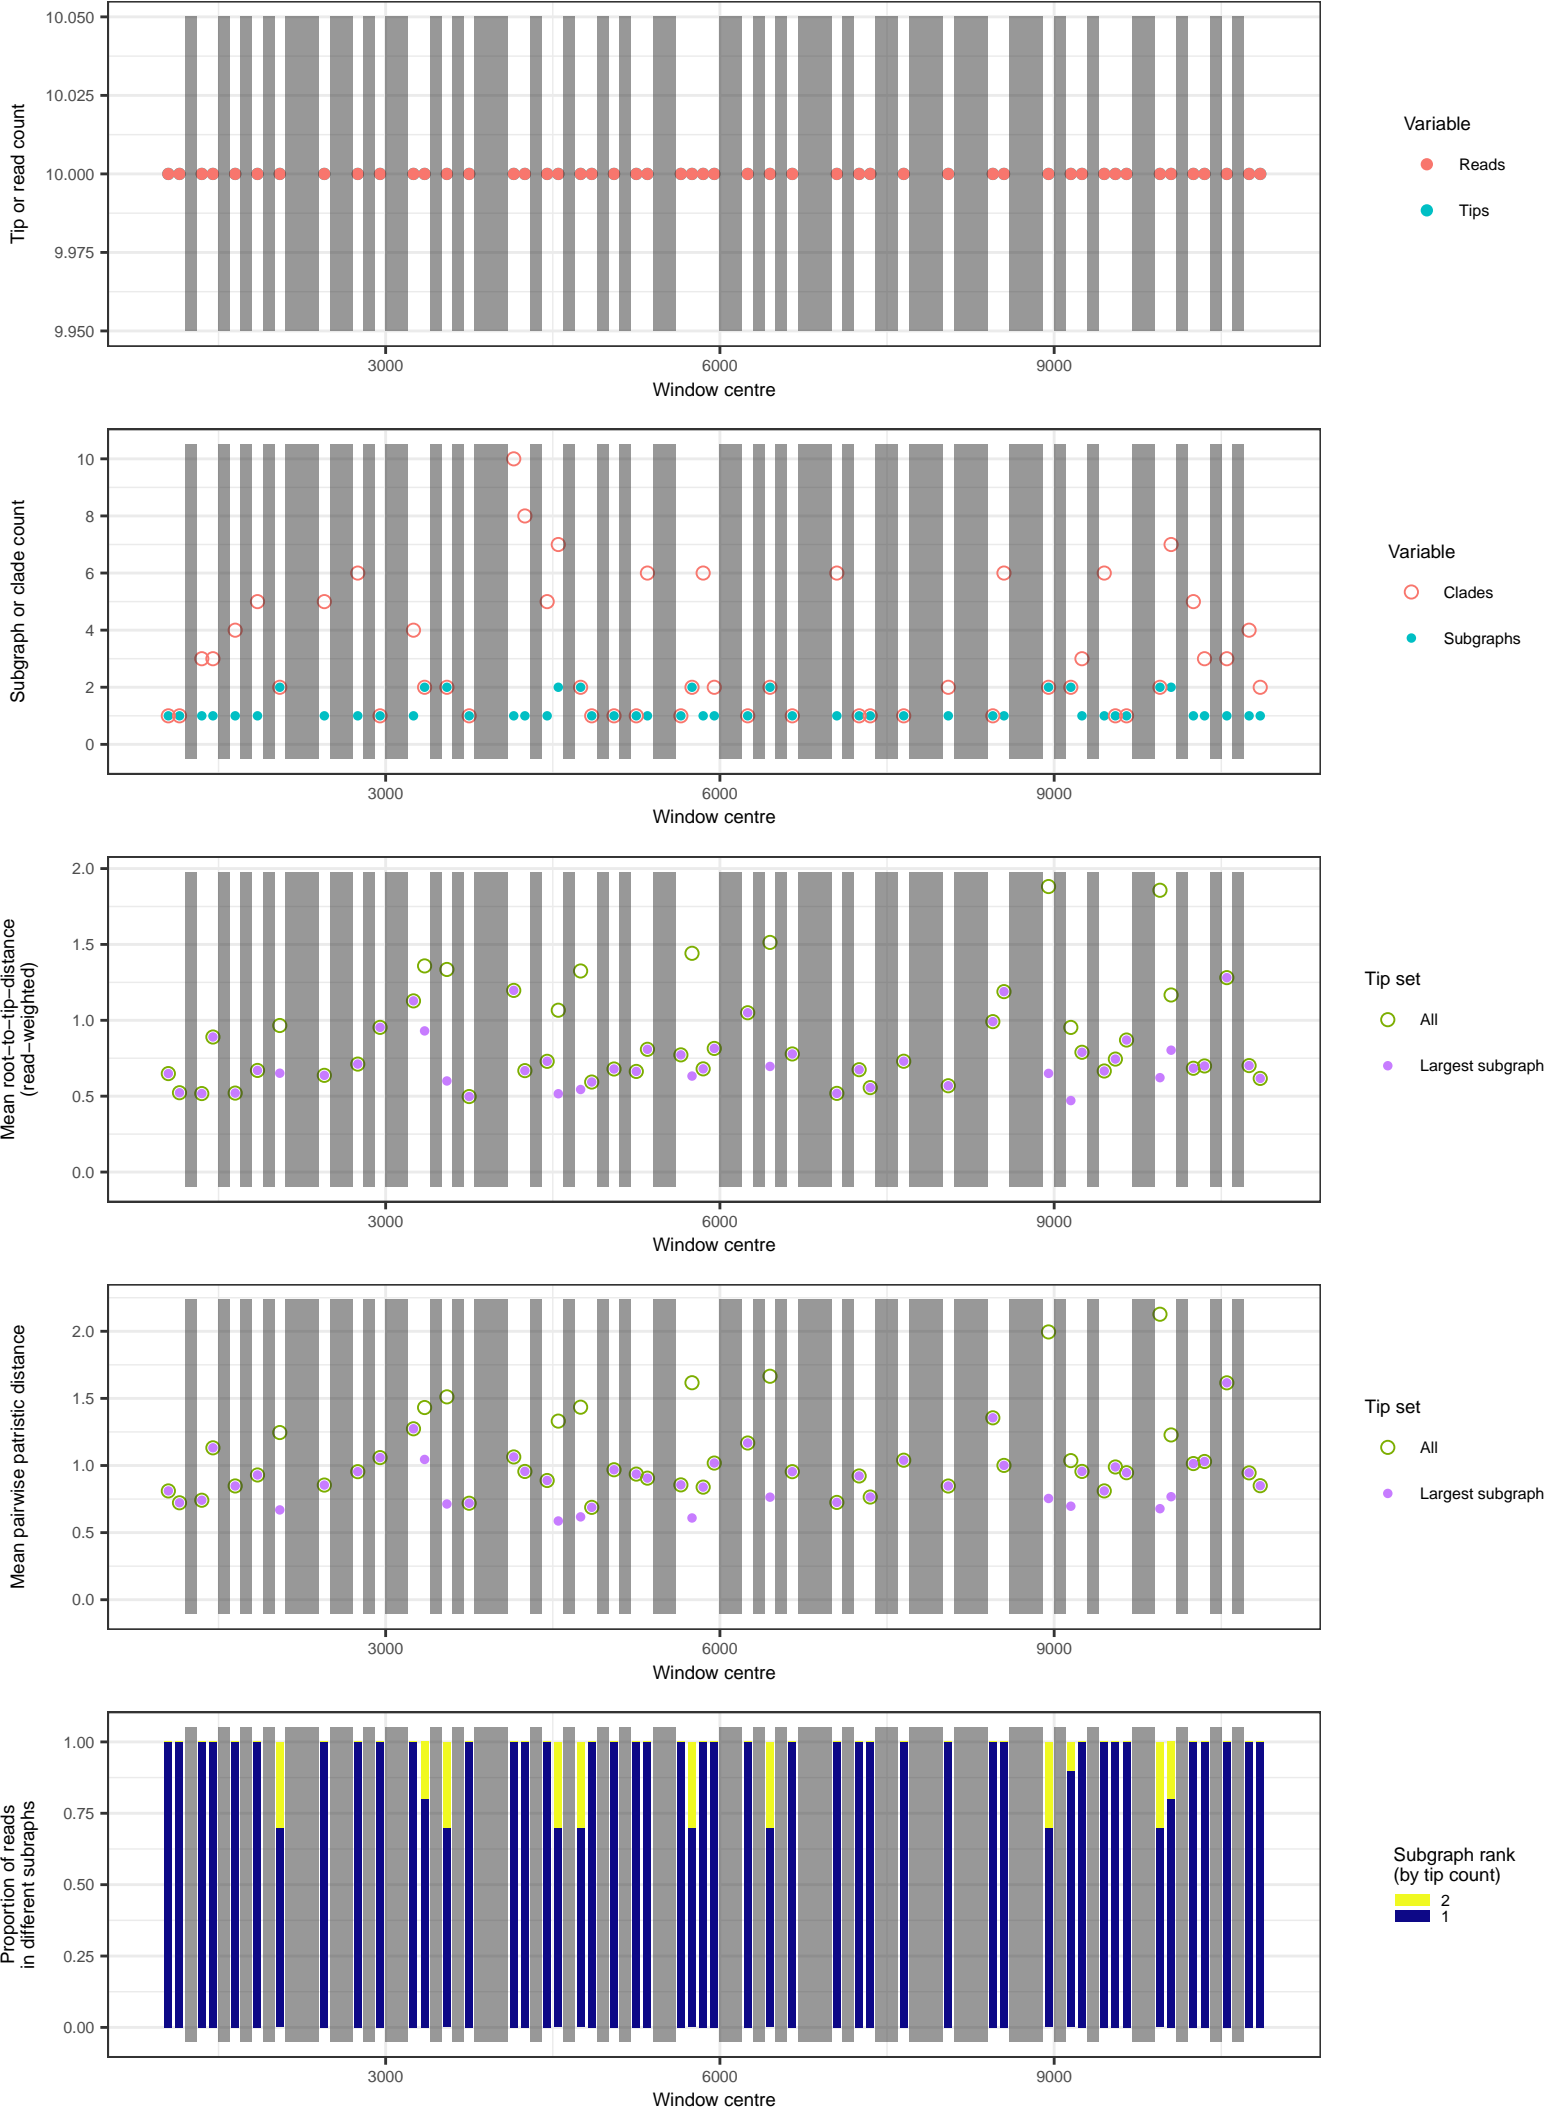 10.050
10.025
10.000
9.975
9.950
Tip or read count
3000
6000
9000
Window centre
Variable
Reads
Tips
10
8
6
4
2
0
Subgraph or clade count
3000
6000
9000
Window centre
Variable
Clades
Subgraphs
2.0
1.5
1.0
0.5
0.0
Mean root−to−tip−distance
(read−weighted)
3000
6000
9000
Window centre
Tip set
All
Largest subgraph
2.0
1.5
1.0
0.5
0.0
Mean pairwise patristic distance
3000
6000
9000
Window centre
Tip set
All
Largest subgraph
1.00
0.75
0.50
0.25
0.00
Proportion of reads
in different subraphs
3000
6000
9000
Window centre
Subgraph rank
(by tip count)
2
1